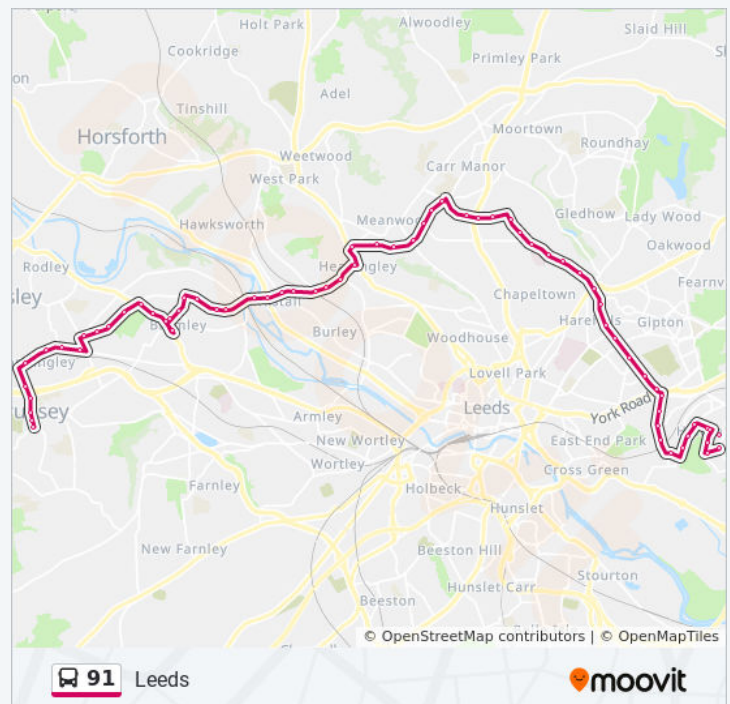 Holt Park
Alwoodley
Slaid Hill
Cookridge
Primley Park
Adel
Tinshill
Moortown
Horsforth
Roundhay
Weetwood
Carr Manor
West Park
Gledhow
Lady Wood
Hawksworth
Meanwoo
Oakwood
Rodley
Chapeltown
Gipton
Burley
Woodhouse
Lovell Park
York Road
Leeds
Armley
New Wortley
East End Park
Wortley
Cross Green
Farnley
Holbeck
Hunslet
New Farnley
Beeston Hill
Stourton
Hunslet Carr
Beeston
© OpenStreetMap contributors | © OpenMapTiles
91 Leeds
moovit